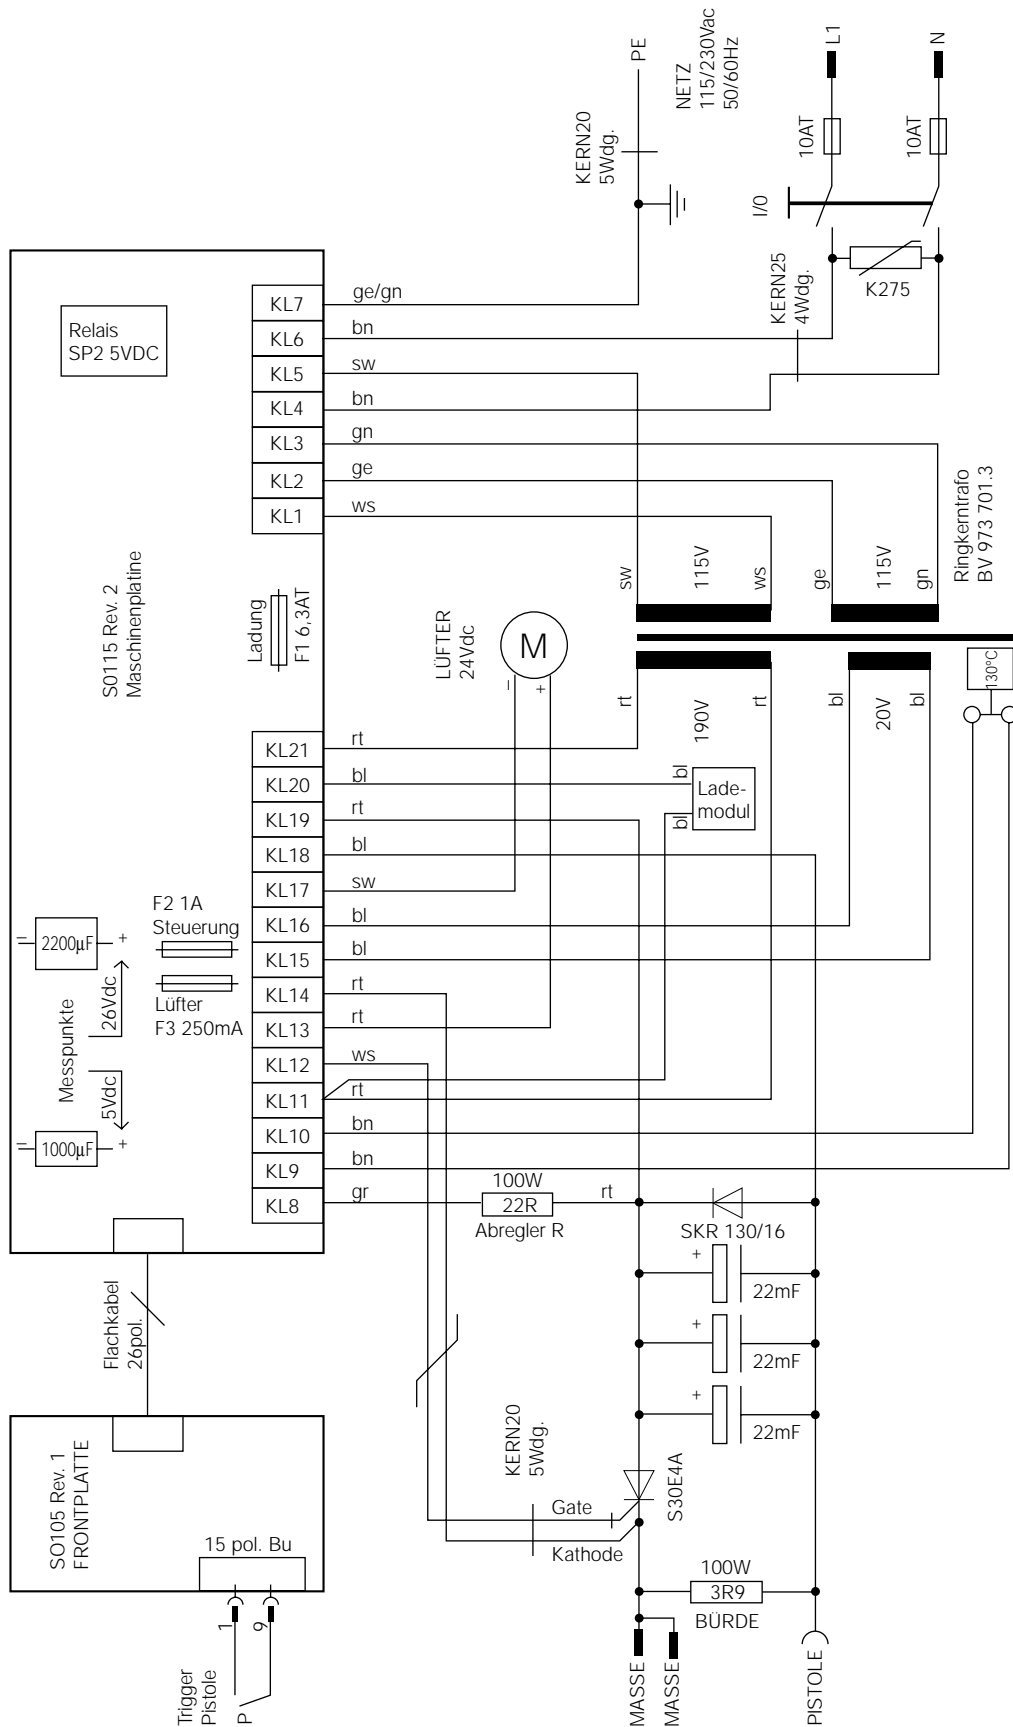 PE
NETZ
115/230Vac
50/60Hz
L1
N
10AT
10AT
KERN20
5Wdg.
I/0
KERN25
4Wdg.
K275
Relais
SP2 5VDC
KL7
ge/gn
KL6
bn
KL5
sw
KL4
bn
KL3
gn
KL2
ge
KL1
ws
S0115 Rev. 2
Maschinenplatine
Ladung
F1 6,3AT
LÜFTER
24Vdc
M
–
+
sw
115V
ws
ge
115V
gn
Ringkerntrafo
BV 973 701.3
130°C
rt
190V
rt
bl
20V
bl
KL21
rt
KL20
bl
KL19
rt
KL18
bl
KL17
sw
KL16
bl
KL15
bl
KL14
rt
KL13
rt
KL12
ws
KL11
rt
KL10
bn
KL9
bn
KL8
gr
bl
bl
Lade-
modul
F2 1A
Steuerung
Lüfter
F3 250mA
–
2200µF
+
Messpunkte
26Vdc
5Vdc
–
1000µF
+
100W
22R
Abregler R
rt
SKR 130/16
+
22mF
+
22mF
+
22mF
Flachkabel
26pol.
KERN20
5Wdg.
S30E4A
Gate
Kathode
SO105 Rev. 1
FRONTPLATTE
15 pol. Bu
1
9
Trigger
Pistole
P
100W
3R9
BÜRDE
MASSE
MASSE
PISTOLE